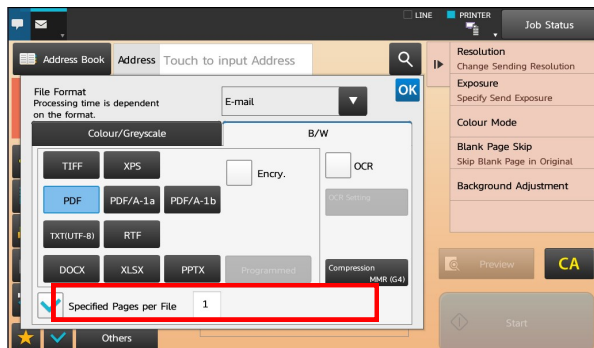 LINE
PRINTER
Job Status
Address Book
Address
Touch to input Address
Resolution
Change Sending Resolution
Exposure
Specify Send Exposure
Colour Mode
Blank Page Skip
Skip Blank Page in Original
Background Adjustment
File Format
Processing time is dependent
on the format.
E-mail
OK
Colour/Greyscale
B/W
TIFF
XPS
Encry.
OCR
PDF
PDF/A-1a
PDF/A-1b
OCR Setting
TXT(UTF-8)
RTF
DOCX
XLSX
PPTX
Programmed
Compression
MMR (G4)
Specified Pages per File
1
Others
Preview
CA
Start